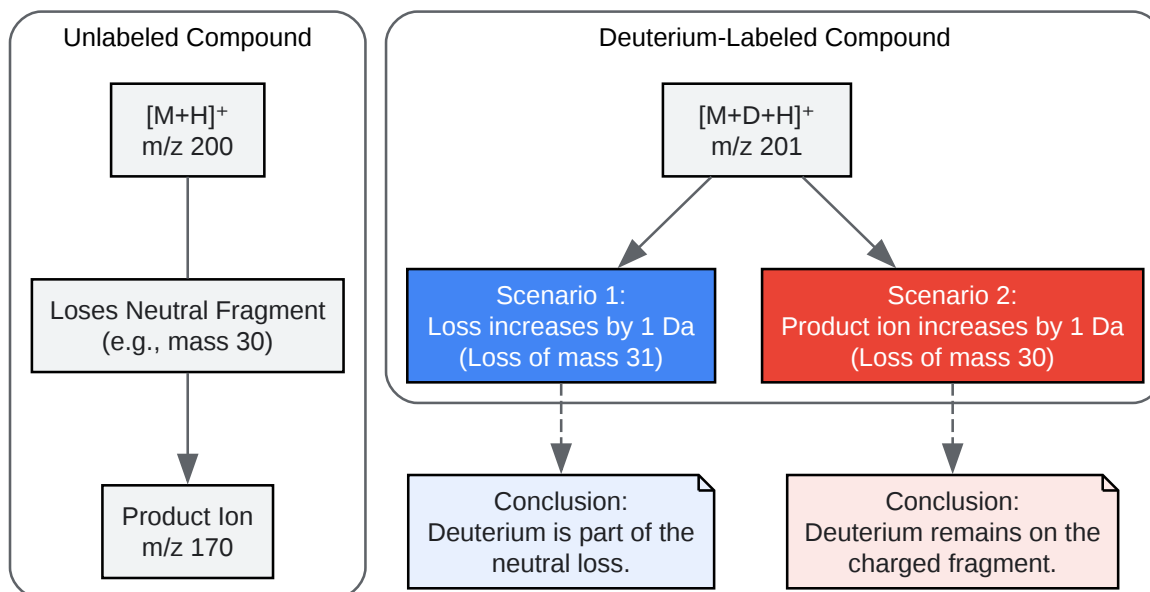 Unlabeled Compound
[M+H]⁺
m/z 200
Loses Neutral Fragment
(e.g., mass 30)
Product Ion
m/z 170
Deuterium-Labeled Compound
[M+D+H]⁺
m/z 201
Scenario 1:
Loss increases by 1 Da
(Loss of mass 31)
Scenario 2:
Product ion increases by 1 Da
(Loss of mass 30)
Conclusion:
Deuterium is part of the
neutral loss.
Conclusion:
Deuterium remains on the
charged fragment.